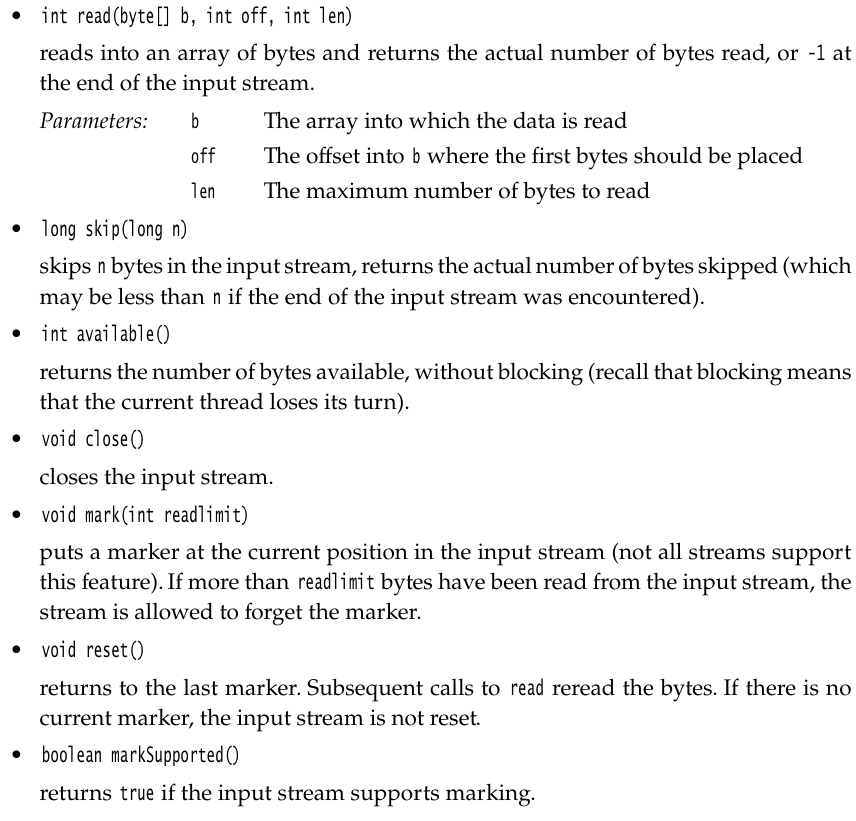 • int read(byte[] b, int off, int len)
reads into an array of bytes and returns the actual number of bytes read, or -1 at
the end of the input stream.
Parameters: b The array into which the data is read
off The offset into b where the first bytes should be placed
len The maximum number of bytes to read
• long skip(long n)
skips n bytes in the input stream, returns the actual number of bytes skipped (which
may be less than n if the end of the input stream was encountered).
• int available()
returns the number of bytes available, without blocking (recall that blocking means
that the current thread loses its turn).
• void close()
closes the input stream.
• void mark(int readlimit)
puts a marker at the current position in the input stream (not all streams support
this feature). If more than readlimit bytes have been read from the input stream, the
stream is allowed to forget the marker.
• void reset()
returns to the last marker. Subsequent calls to read reread the bytes. If there is no
current marker, the input stream is not reset.
• boolean markSupported()
returns true if the input stream supports marking.